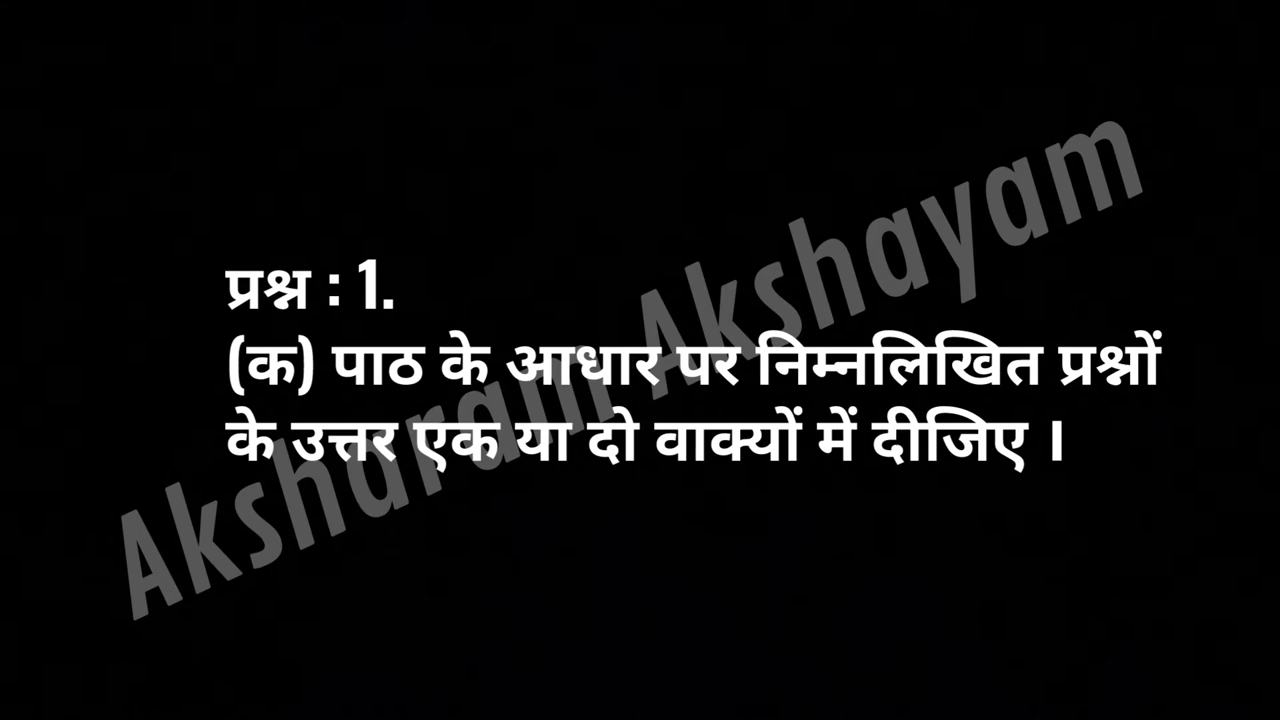 प्रश्न : 1.
(क) पाठ के आधार पर निम्नलिखित प्रश्नों
के उत्तर एक या दो वाक्यों में दीजिए ।
Aksharam Akshayam